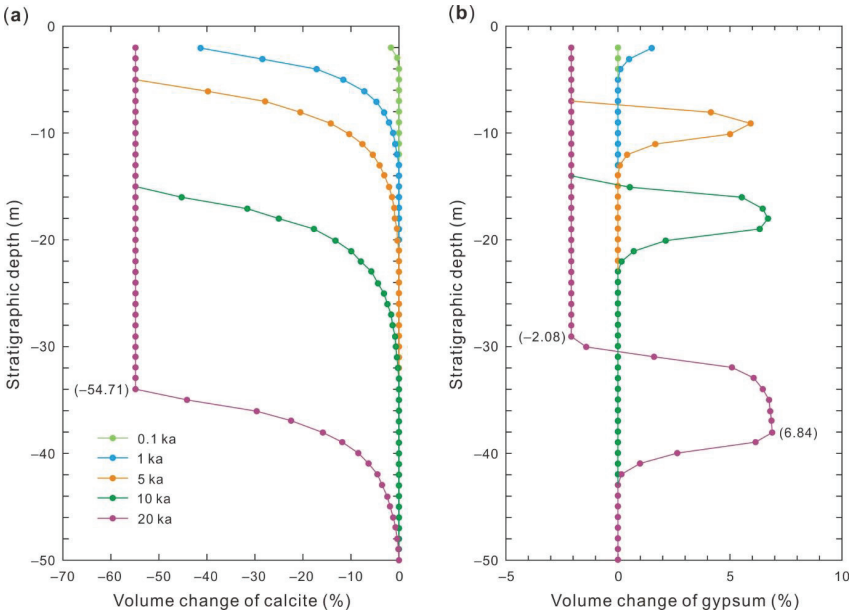 (a)
Stratigraphic depth (m)
0
−10
−20
−30
−40
−50
(−54.71)
0.1 ka
1 ka
5 ka
10 ka
20 ka
−70
−60
−50
−40
−30
−20
−10
0
Volume change of calcite (%)
(b)
Stratigraphic depth (m)
0
−10
−20
−30
−40
−50
(−2.08)
(6.84)
−5
0
5
10
Volume change of gypsum (%)